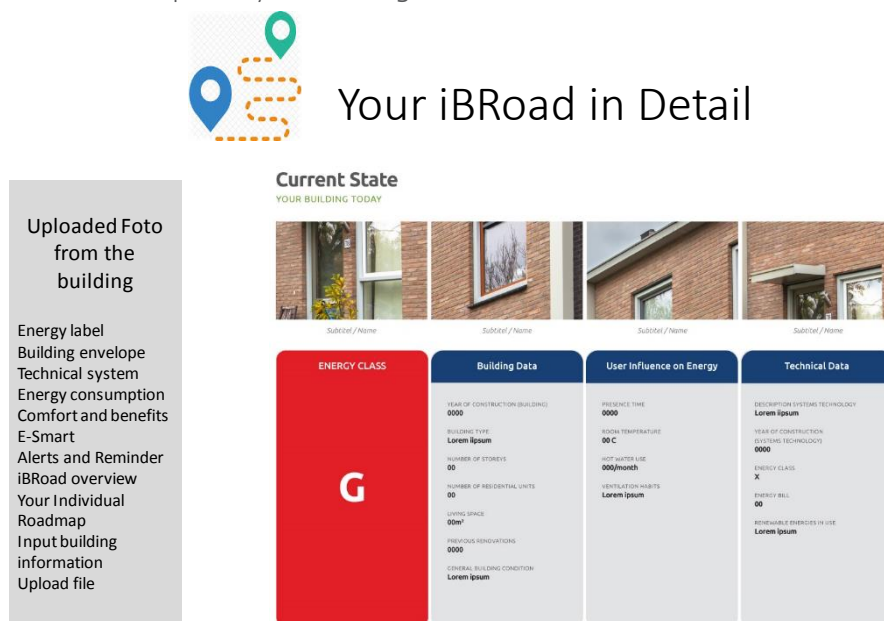 Your iBRoad in Detail
Uploaded Foto
from the
building
Energy label
Building envelope
Technical system
Energy consumption
Comfort and benefits
E-Smart
Alerts and Reminder
iBRoad overview
Your Individual
Roadmap
Input building
information
Upload file
Current State
YOUR BUILDING TODAY
Subtitel / Name
Subtitel / Name
Subtitel / Name
Subtitel / Name
ENERGY CLASS
G
Building Data
YEAR OF CONSTRUCTION (BUILDING)
0000
BUILDING TYPE
Lorem lipsum
NUMBER OF STOREYS
00
NUMBER OF RESIDENTIAL UNITS
00
LIVING SPACE
00m²
PREVIOUS RENOVATIONS
0000
GENERAL BUILDING CONDITION
Lorem ipsum
User Influence on Energy
PRESENCE TIME
0000
ROOM TEMPERATURE
00 C
HOT WATER USE
000/month
VENTILATION HABITS
Lorem ipsum
Technical Data
DESCRIPTION SYSTEMS TECHNOLOGY
Lorem iipsum
YEAR OF CONSTRUCTION
(SYSTEMS TECHNOLOGY)
0000
ENERGY CLASS
X
ENERGY BILL
00
RENEWABLE ENERGIES IN USE
Lorem ipsum